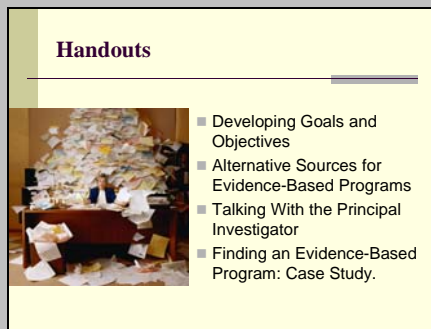 Handouts
Developing Goals and
Objectives
Alternative Sources for
Evidence-Based Programs
Talking With the Principal
Investigator
Finding an Evidence-Based
Program: Case Study.